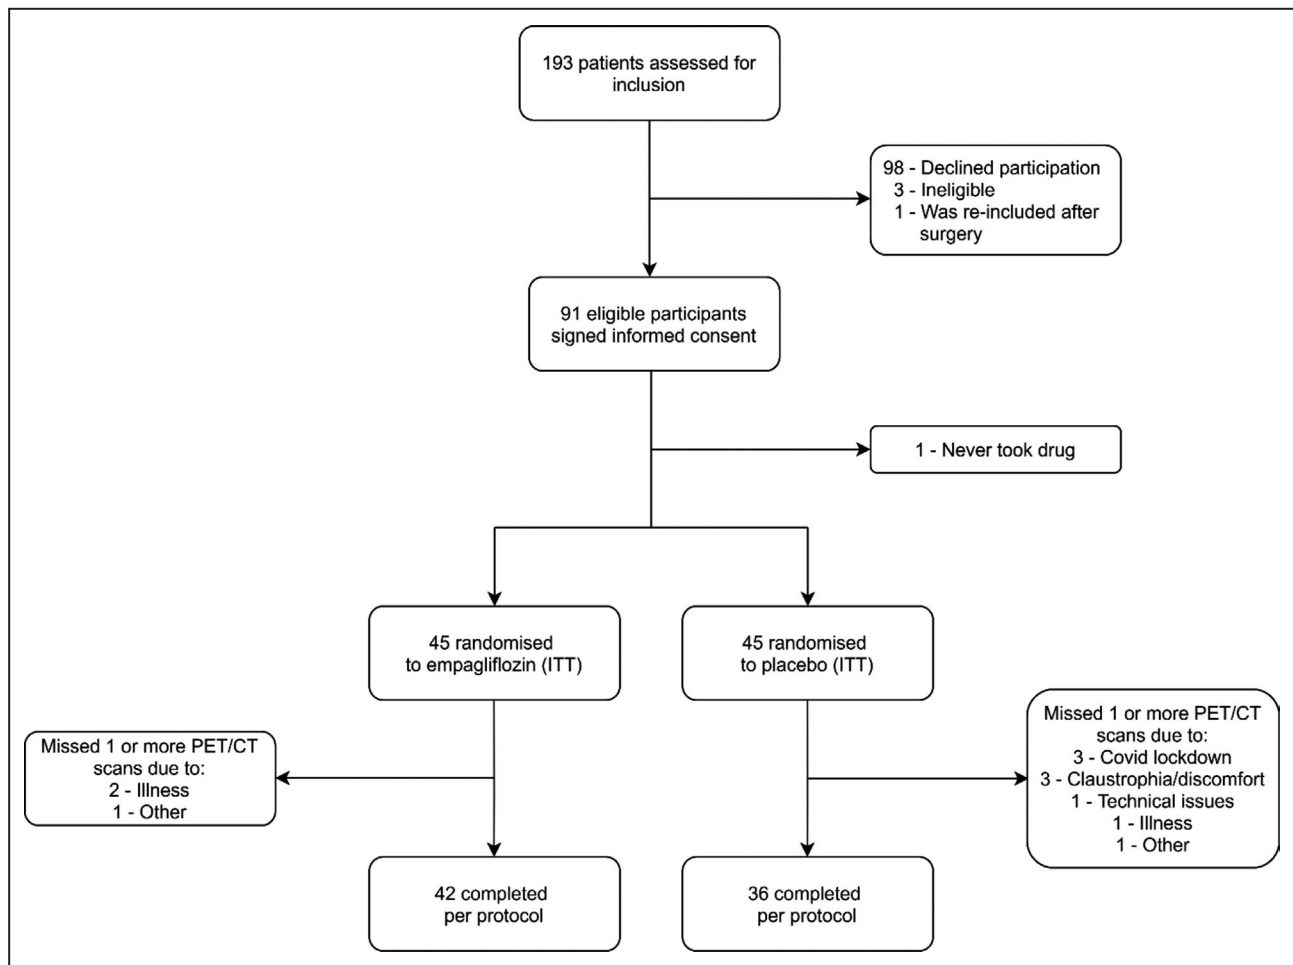 193 patients assessed for
inclusion
98 - Declined participation
3 - Ineligible
1 - Was re-included after
surgery
91 eligible participants
signed informed consent
1 - Never took drug
45 randomised
to empagliflozin (ITT)
45 randomised
to placebo (ITT)
Missed 1 or more PET/CT
scans due to:
2 - Illness
1 - Other
Missed 1 or more PET/CT
scans due to:
3 - Covid lockdown
3 - Claustrophia/discomfort
1 - Technical issues
1 - Illness
1 - Other
42 completed
per protocol
36 completed
per protocol